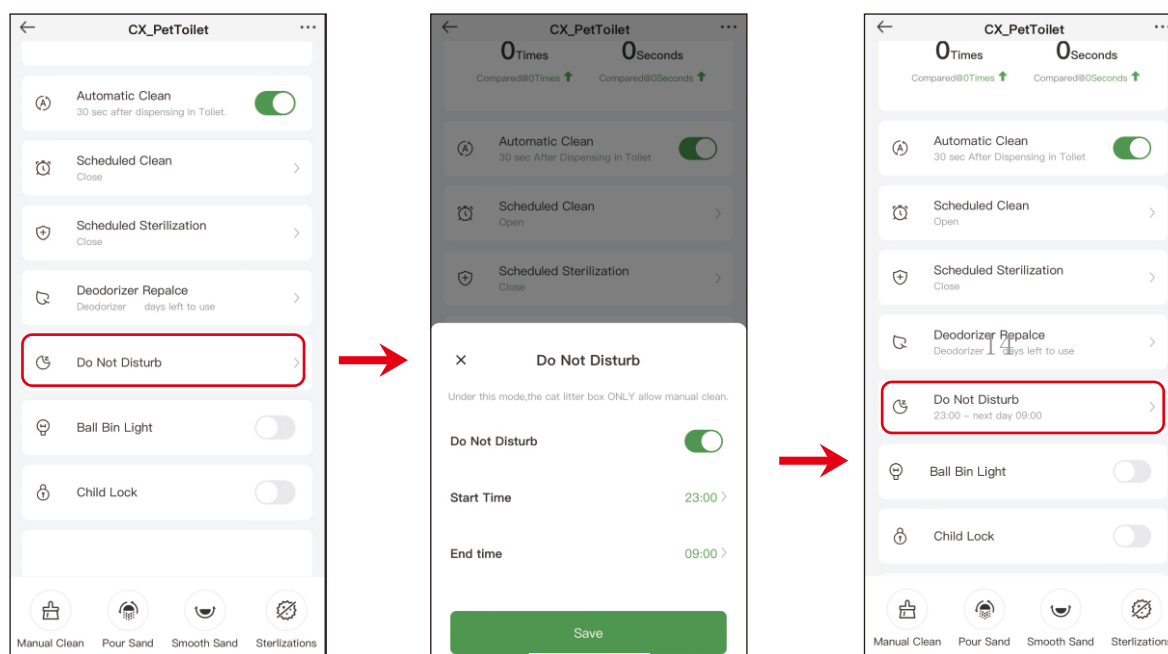 CX_PetToilet
Automatic Clean
30 sec after dispensing in Toliet.
Scheduled Clean
Close
Scheduled Sterilization
Close
Deodorizer Repalce
Deodorizer days left to use
Do Not Disturb
Ball Bin Light
Child Lock
Manual Clean
Pour Sand
Smooth Sand
Sterlizations
CX_PetToilet
0Times
0Seconds
Compared@0Times
Compared@0Seconds
Automatic Clean
30 sec After Dispensing in Toliet
Scheduled Clean
Open
Scheduled Sterilization
Close
Do Not Disturb
Under this mode,the cat litter box ONLY allow manual clean.
Do Not Disturb
Start Time
23:00
End time
09:00
Save
CX_PetToilet
0Times
0Seconds
Compared@0Times
Compared@0Seconds
Automatic Clean
30 sec After Dispensing in Toliet
Scheduled Clean
Open
Scheduled Sterilization
Close
Deodorizer Repalce
Deodorizer 14 days left to use
Do Not Disturb
23:00 - next day 09:00
Ball Bin Light
Child Lock
Manual Clean
Pour Sand
Smooth Sand
Sterlizations